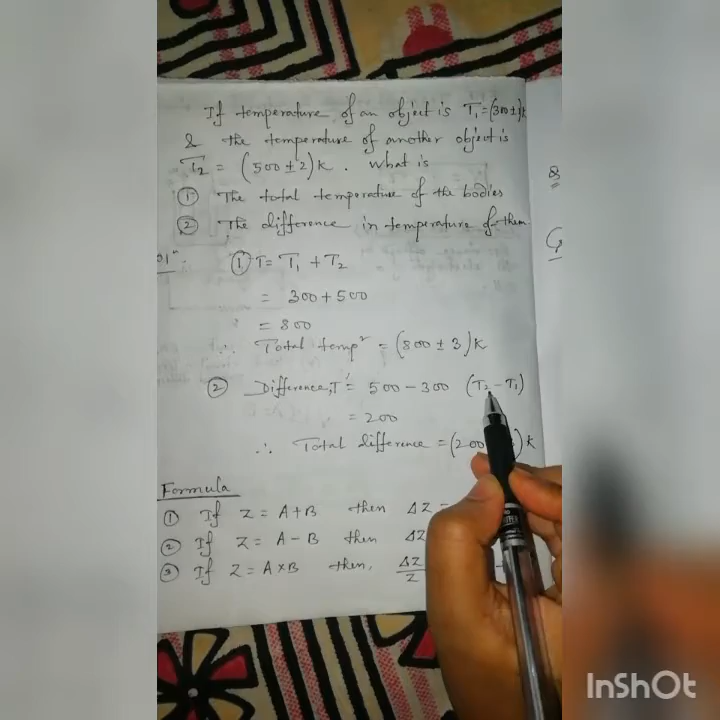 If temperature of an object is T₁=(300±1)k
& the temperature of another object is
T₂ = (500±2)k. What is
① The total temperature of the bodies
② The difference in temperature of them
① T= T₁ + T₂
= 300+500
= 800
∴ Total tempʳ = (800 ± 3)k
② Difference, T' = 500 - 300 (T₂ - T₁)
= 200
∴ Total difference = (200 k
Formula
① If Z = A+B then ΔZ =
② If Z = A-B then ΔZ
③ If Z = A×B then, ΔZ/Z
InShOt